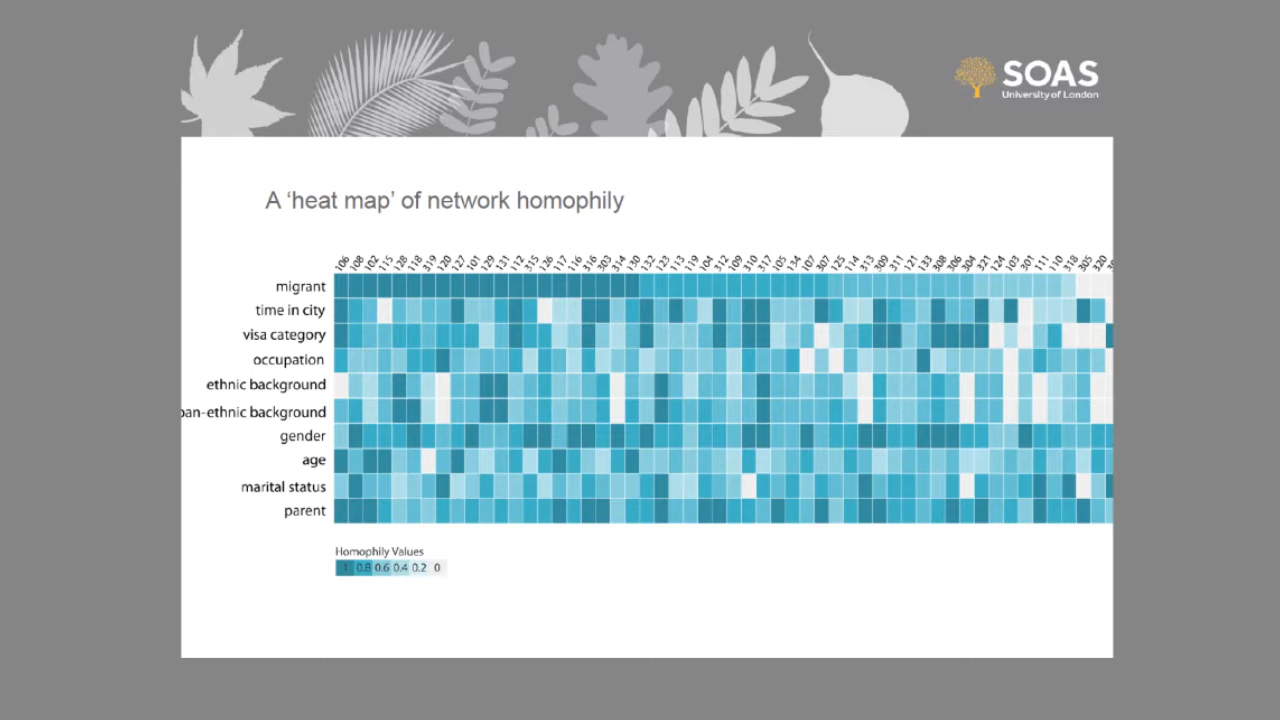 SOAS
University of London
A ‘heat map’ of network homophily
106 108 102 115 128 118 319 120 127 101 129 131 112 315 126 117 116 316 303 314 130 132 123 113 119 104 312 109 310 317 105 134 107 307 125 114 313 309 311 121 133 308 306 304 321 124 103 301 111 110 318 305 320
migrant
time in city
visa category
occupation
ethnic background
pan-ethnic background
gender
age
marital status
parent
Homophily Values
1 0.8 0.6 0.4 0.2 0